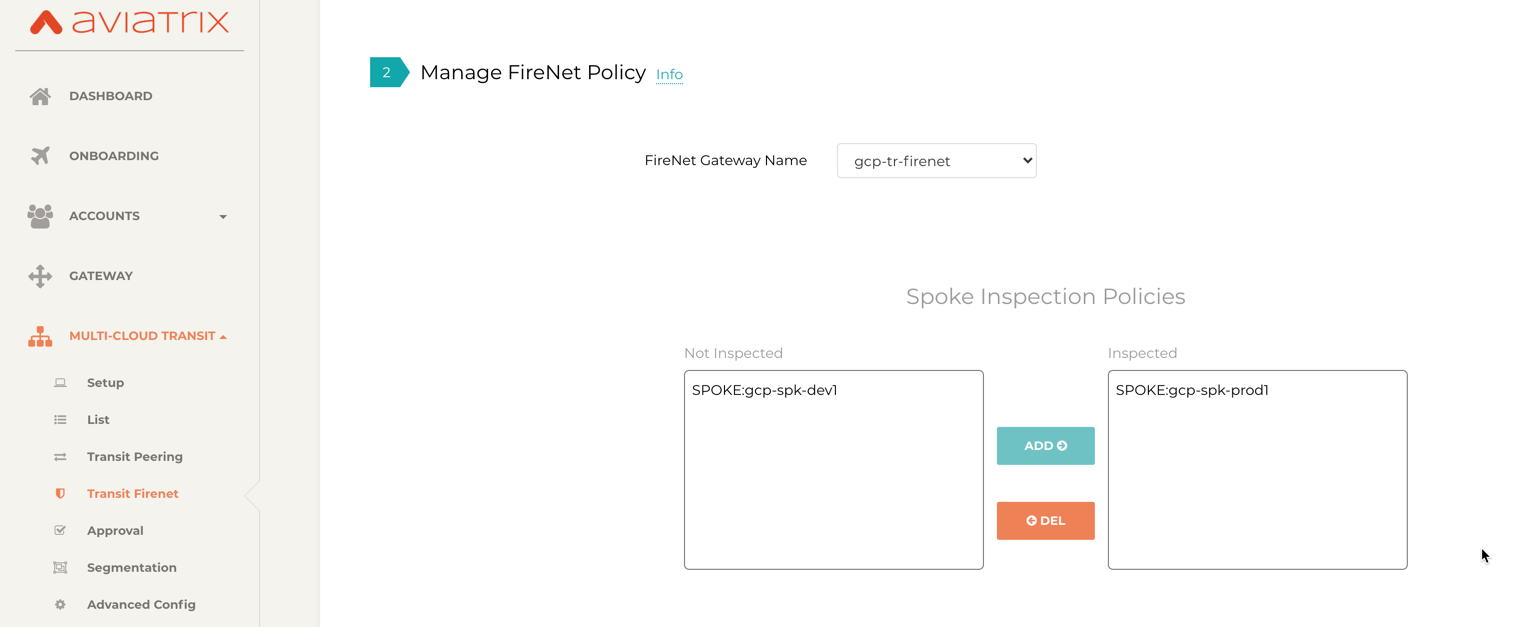 aviatrix
DASHBOARD
ONBOARDING
ACCOUNTS
GATEWAY
MULTI-CLOUD TRANSIT
Setup
List
Transit Peering
Transit Firenet
Approval
Segmentation
Advanced Config
2 Manage FireNet Policy Info
FireNet Gateway Name gcp-tr-firenet
Spoke Inspection Policies
Not Inspected
SPOKE:gcp-spk-dev1
ADD
DEL
Inspected
SPOKE:gcp-spk-prod1